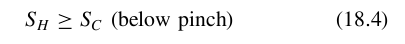 S_H ≥ S_C (below pinch) (18.4)